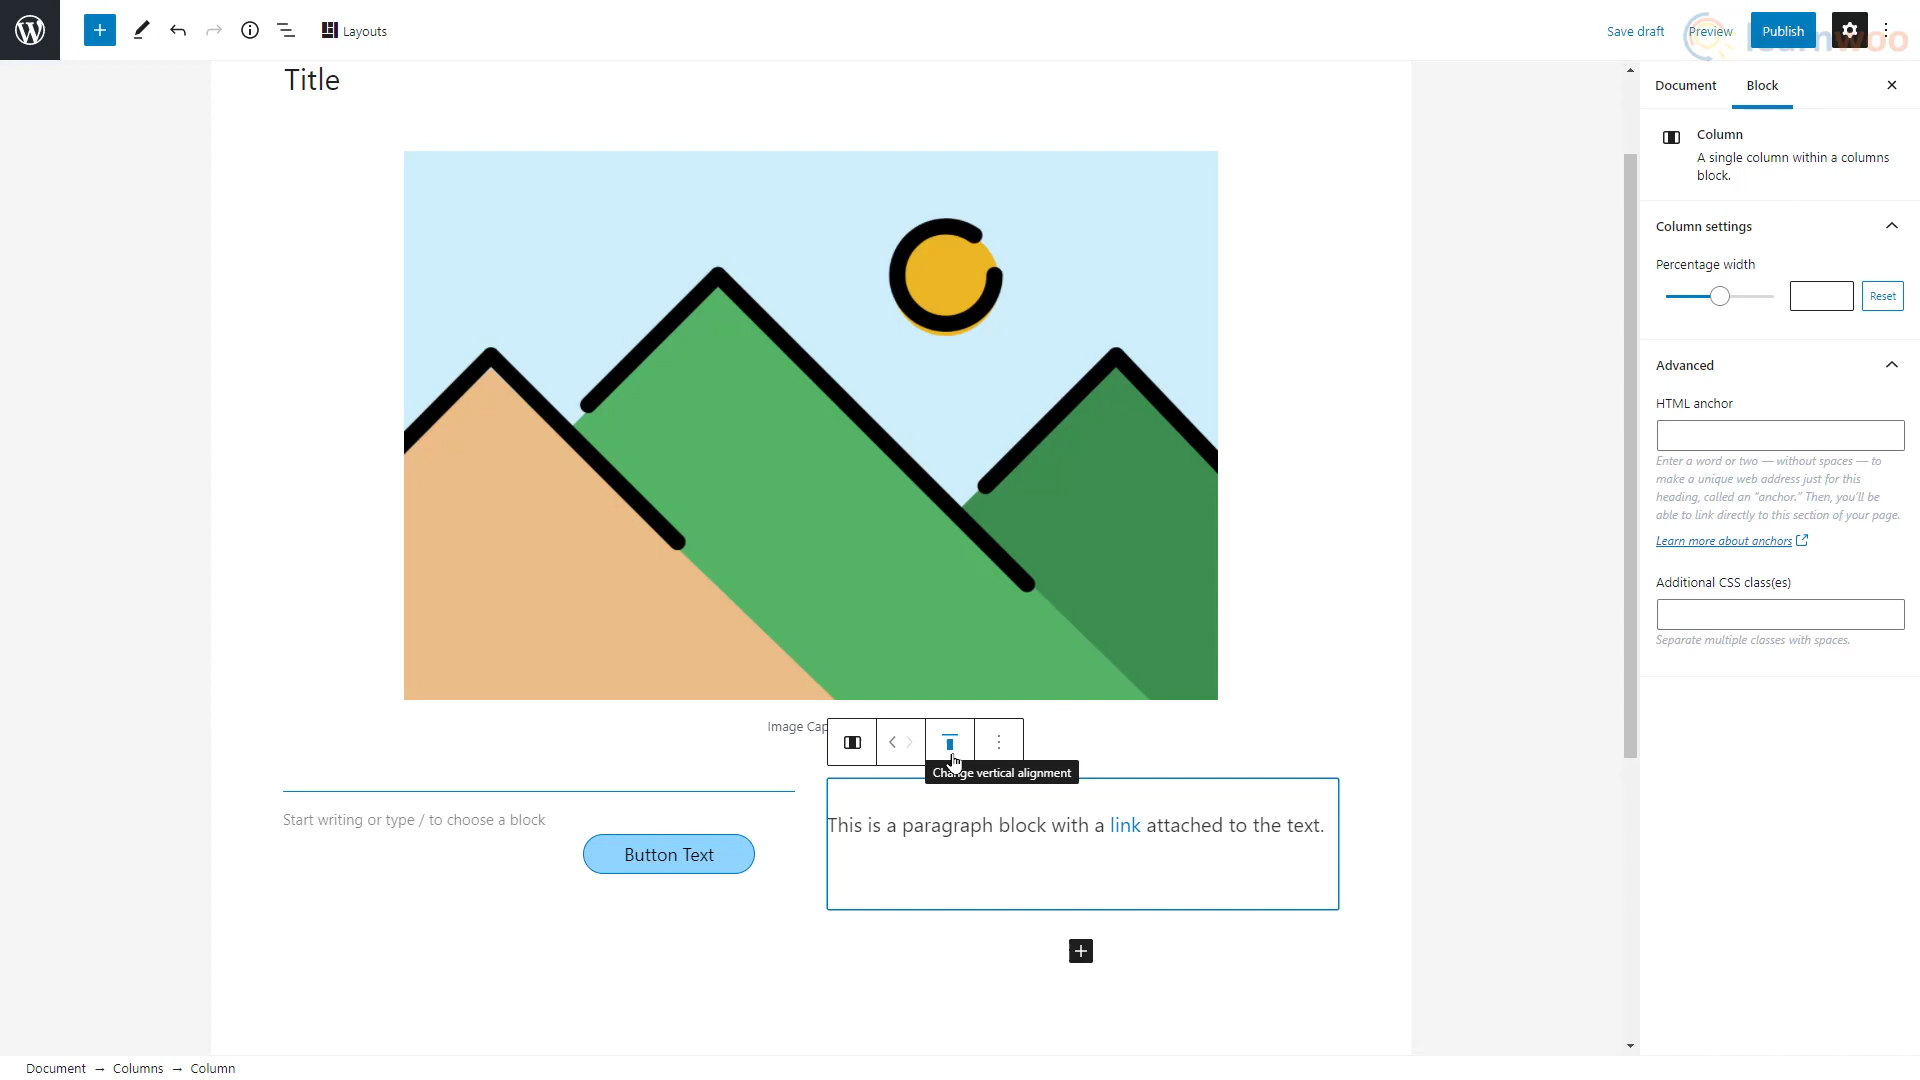 Layouts
Save draft
Preview
Publish
learnwoo
Title
Document
Block
Column
A single column within a columns
block.
Column settings
Percentage width
Reset
Advanced
HTML anchor
Enter a word or two — without spaces — to
make a unique web address just for this
heading, called an “anchor.” Then, you'll be
able to link directly to this section of your page.
Learn more about anchors
Additional CSS class(es)
Separate multiple classes with spaces.
Image Cap
Change vertical alignment
Start writing or type / to choose a block
Button Text
This is a paragraph block with a link attached to the text.
Document → Columns → Column